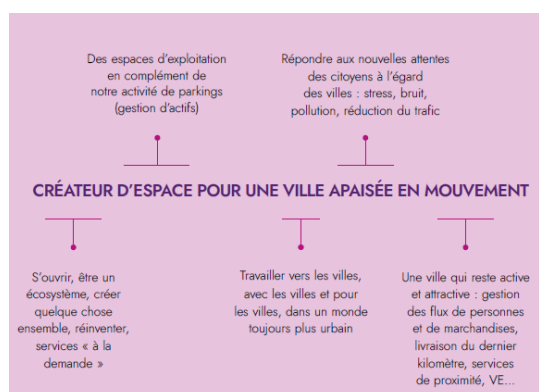 Des espaces d'exploitation
en complément de
notre activité de parkings
(gestion d'actifs)
Répondre aux nouvelles attentes
des citoyens à l'égard
des villes : stress, bruit,
pollution, réduction du trafic
CRÉATEUR D'ESPACE POUR UNE VILLE APAISÉE EN MOUVEMENT
S'ouvrir, être un
écosystème, créer
quelque chose
ensemble, réinventer,
services « à la
demande »
Travailler vers les villes,
avec les villes et pour
les villes, dans un monde
toujours plus urbain
Une ville qui reste active
et attractive : gestion
des flux de personnes
et de marchandises,
livraison du dernier
kilomètre, services
de proximité, VE...